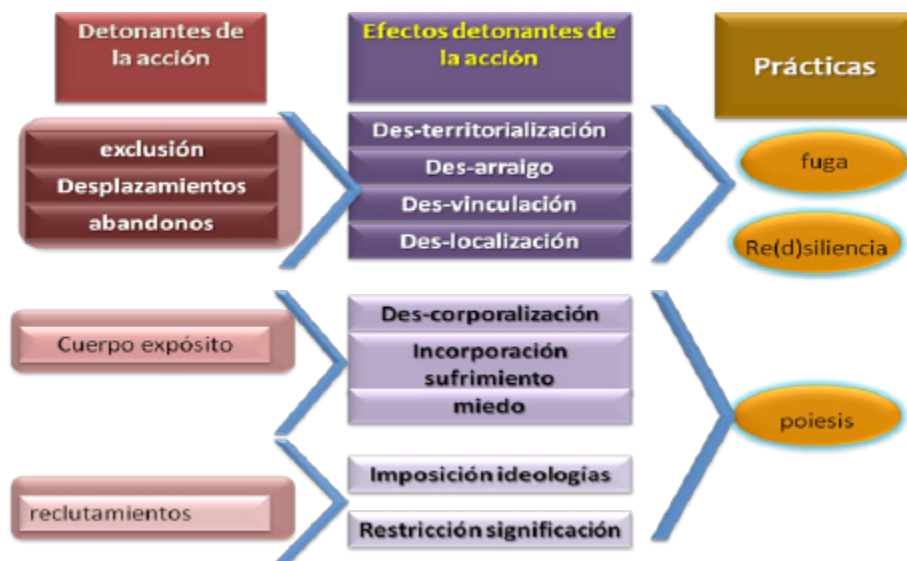 Detonantes de
la acción
Efectos detonantes de
la acción
Prácticas
exclusión
Desplazamientos
abandonos
Des-territorialización
Des-arraigo
Des-vinculación
Des-localización
fuga
Re(d)siliencia
Cuerpo expósito
Des-corporalización
Incorporación
sufrimiento
miedo
poiesis
reclutamientos
Imposición ideologías
Restricción significación